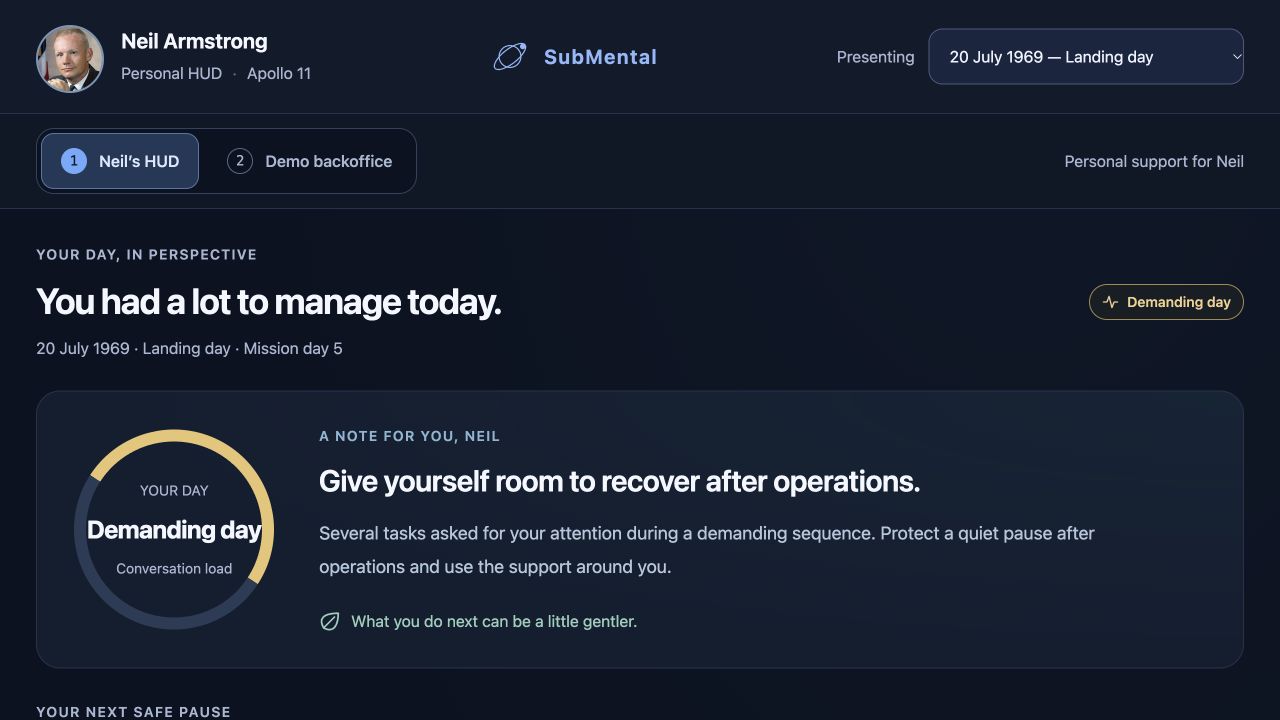 Neil Armstrong
Personal HUD · Apollo 11
SubMental
Presenting
20 July 1969 — Landing day
1 Neil's HUD
2 Demo backoffice
Personal support for Neil
YOUR DAY, IN PERSPECTIVE
You had a lot to manage today.
Demanding day
20 July 1969 · Landing day · Mission day 5
YOUR DAY
Demanding day
Conversation load
A NOTE FOR YOU, NEIL
Give yourself room to recover after operations.
Several tasks asked for your attention during a demanding sequence. Protect a quiet pause after
operations and use the support around you.
What you do next can be a little gentler.
YOUR NEXT SAFE PAUSE